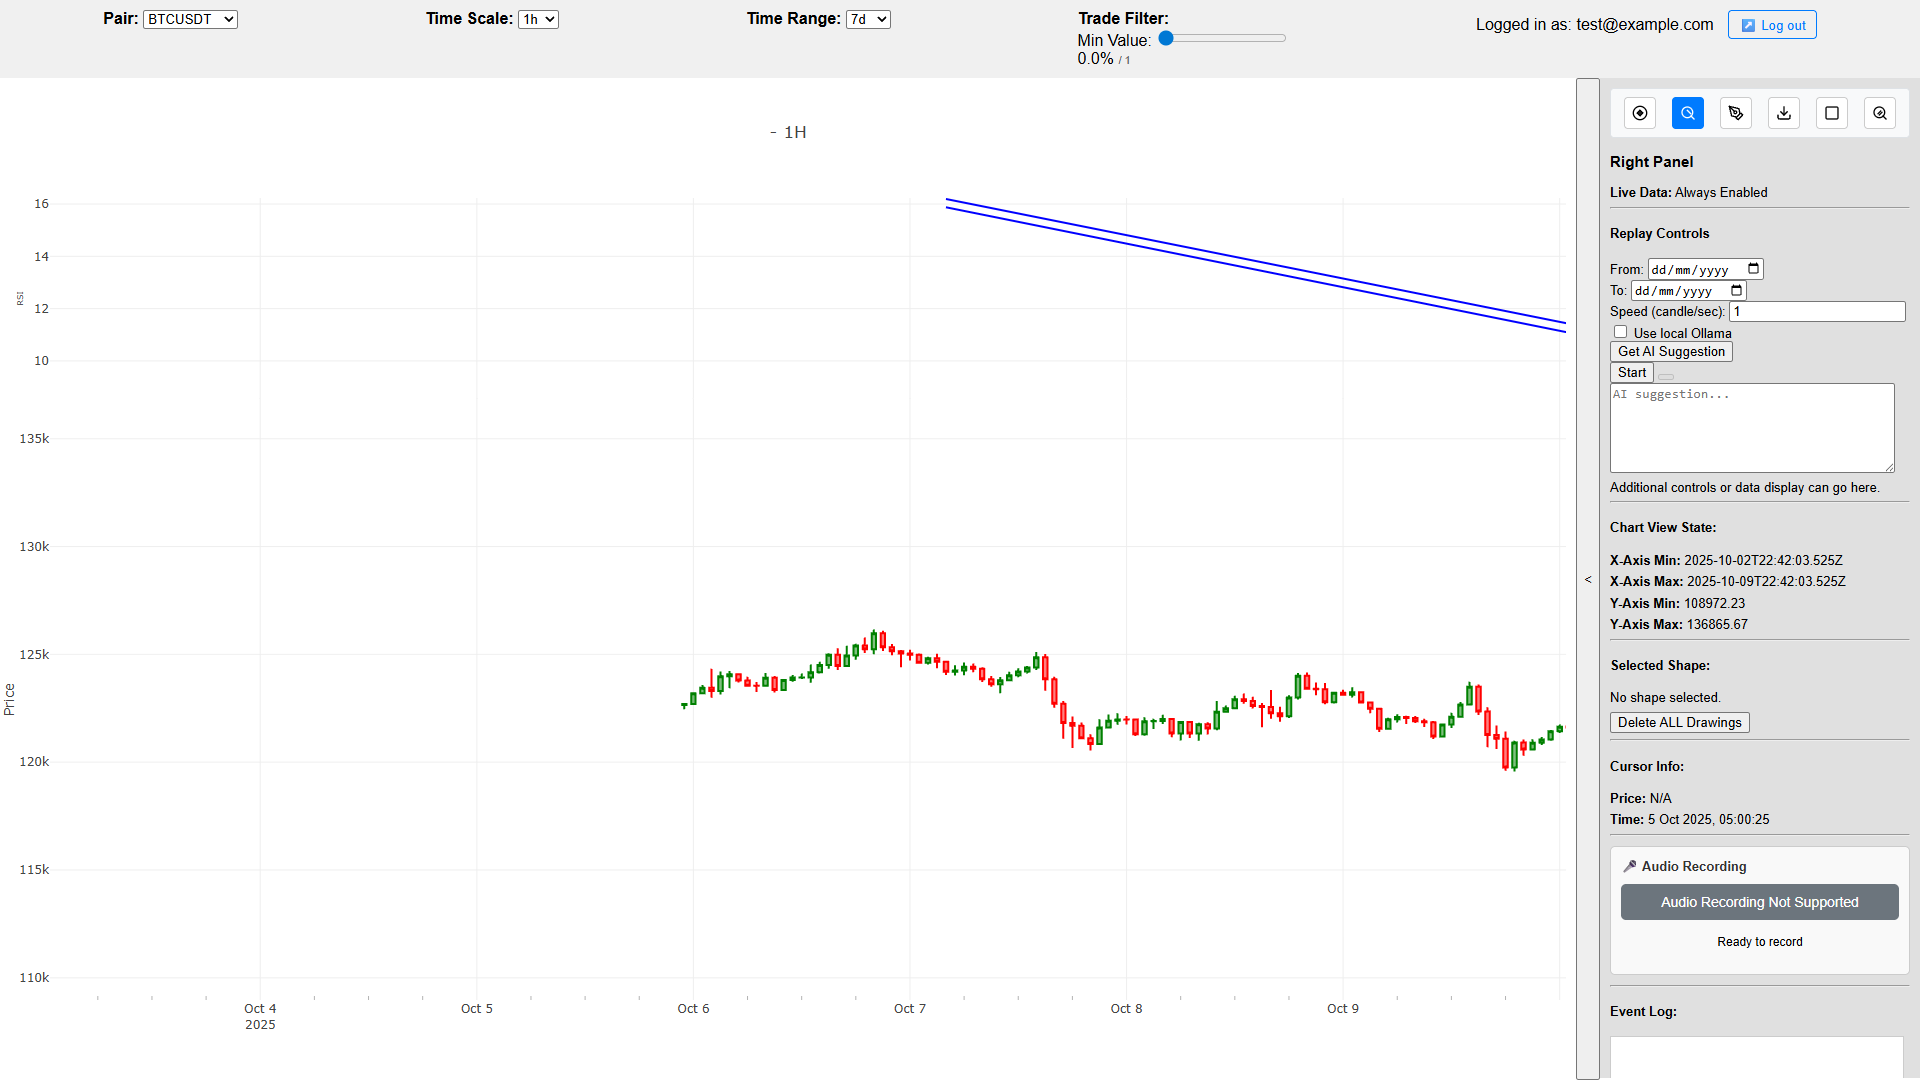 Pair: BTCUSDT
Time Scale: 1h
Time Range: 7d
Trade Filter:
Min Value:
0.0% / 1
Logged in as: test@example.com
Log out
- 1H
16
14
12
10
RSI
135k
130k
125k
120k
115k
110k
Price
Oct 4
2025
Oct 5
Oct 6
Oct 7
Oct 8
Oct 9
<
Right Panel
Live Data: Always Enabled
Replay Controls
From: dd/mm/yyyy
To: dd/mm/yyyy
Speed (candle/sec): 1
Use local Ollama
Get AI Suggestion
Start
AI suggestion...
Additional controls or data display can go here.
Chart View State:
X-Axis Min: 2025-10-02T22:42:03.525Z
X-Axis Max: 2025-10-09T22:42:03.525Z
Y-Axis Min: 108972.23
Y-Axis Max: 136865.67
Selected Shape:
No shape selected.
Delete ALL Drawings
Cursor Info:
Price: N/A
Time: 5 Oct 2025, 05:00:25
Audio Recording
Audio Recording Not Supported
Ready to record
Event Log: